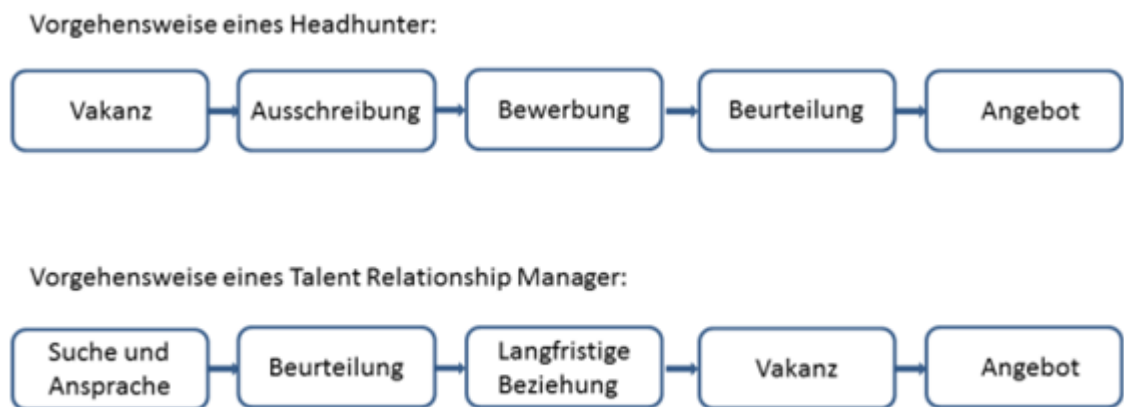 Vorgehensweise eines Headhunter:
Vakanz
Ausschreibung
Bewerbung
Beurteilung
Angebot
Vorgehensweise eines Talent Relationship Manager:
Suche und
Ansprache
Beurteilung
Langfristige
Beziehung
Vakanz
Angebot